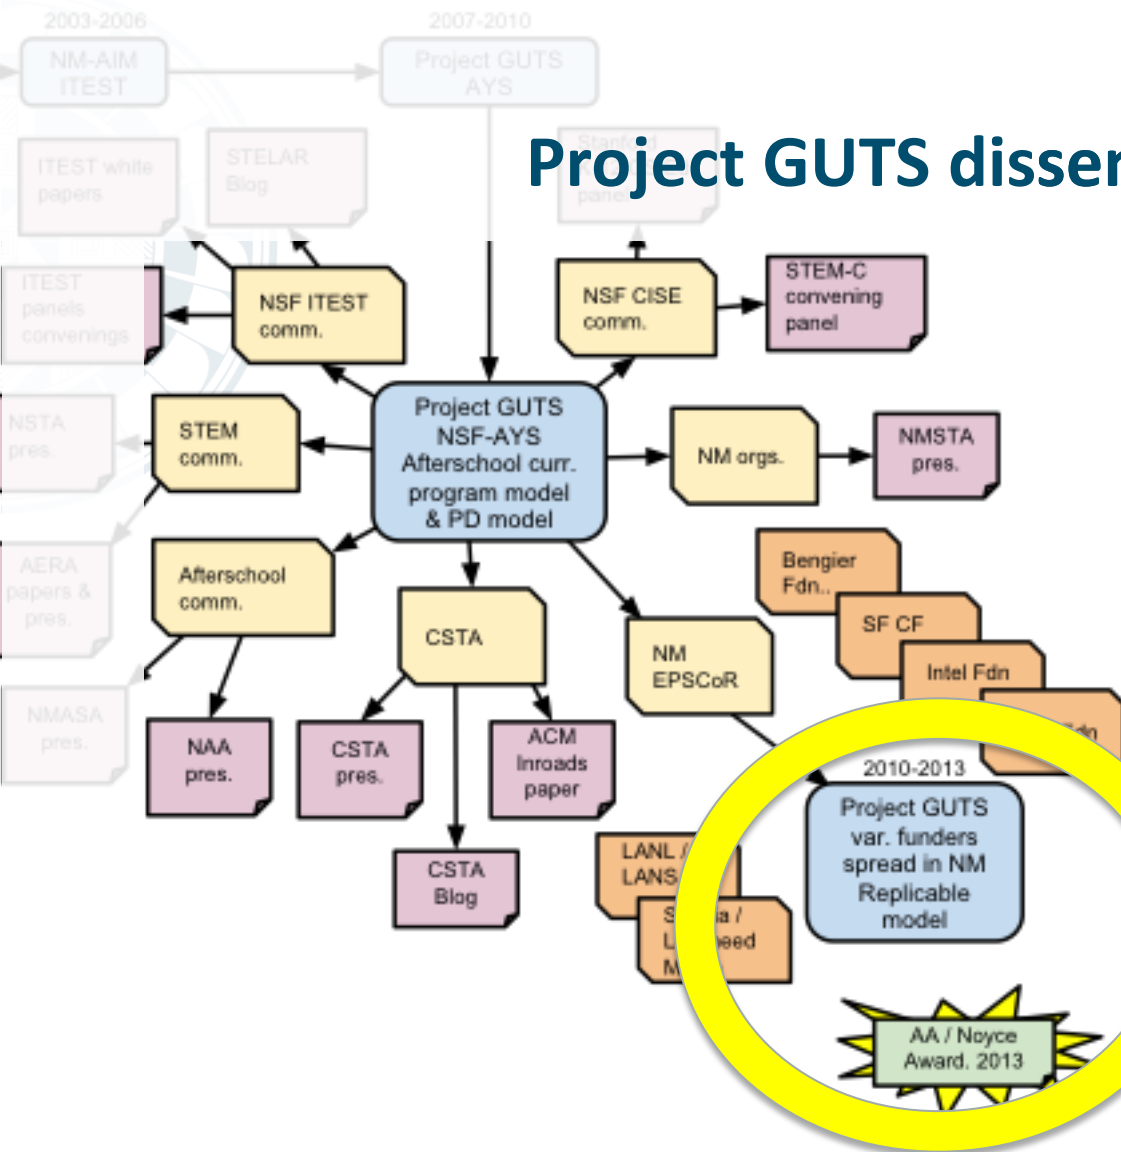 2003-2006
2007-2010
NM-AIM
ITEST
Project GUTS
AYS
Project GUTS
ITEST white
papers
STELAR
Blog
Stanford
panel
ITEST
panels
convenings
NSF ITEST
comm.
NSF CISE
comm.
STEM-C
convening
panel
NSTA
pres.
STEM
comm.
Project GUTS
NSF-AYS
Afterschool curr.
program model
& PD model
NM orgs.
NMSTA
pres.
AERA
papers &
pres.
Afterschool
comm.
CSTA
NM
EPSCoR
Bengier
Fdn..
SF CF
Intel Fdn
NMASA
pres.
NAA
pres.
CSTA
pres.
ACM
Inroads
paper
CSTA
Blog
2010-2013
Project GUTS
var. funders
spread in NM
Replicable
model
LANL /
LANS
AA / Noyce
Award. 2013